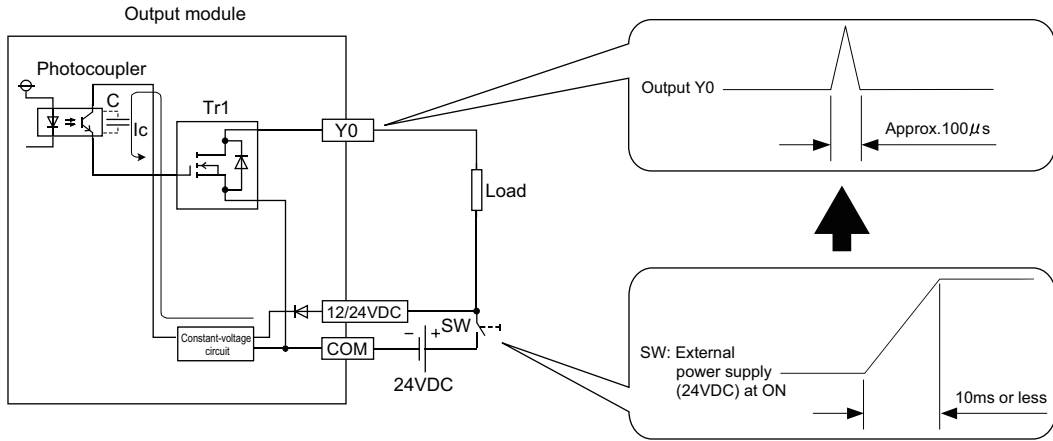 Output module
Photocoupler
C
Ic
Tr1
Y0
Load
12/24VDC
Constant-voltage
circuit
COM
SW
− +
24VDC
Output Y0
Approx.100μs
SW: External
power supply
(24VDC) at ON
10ms or less